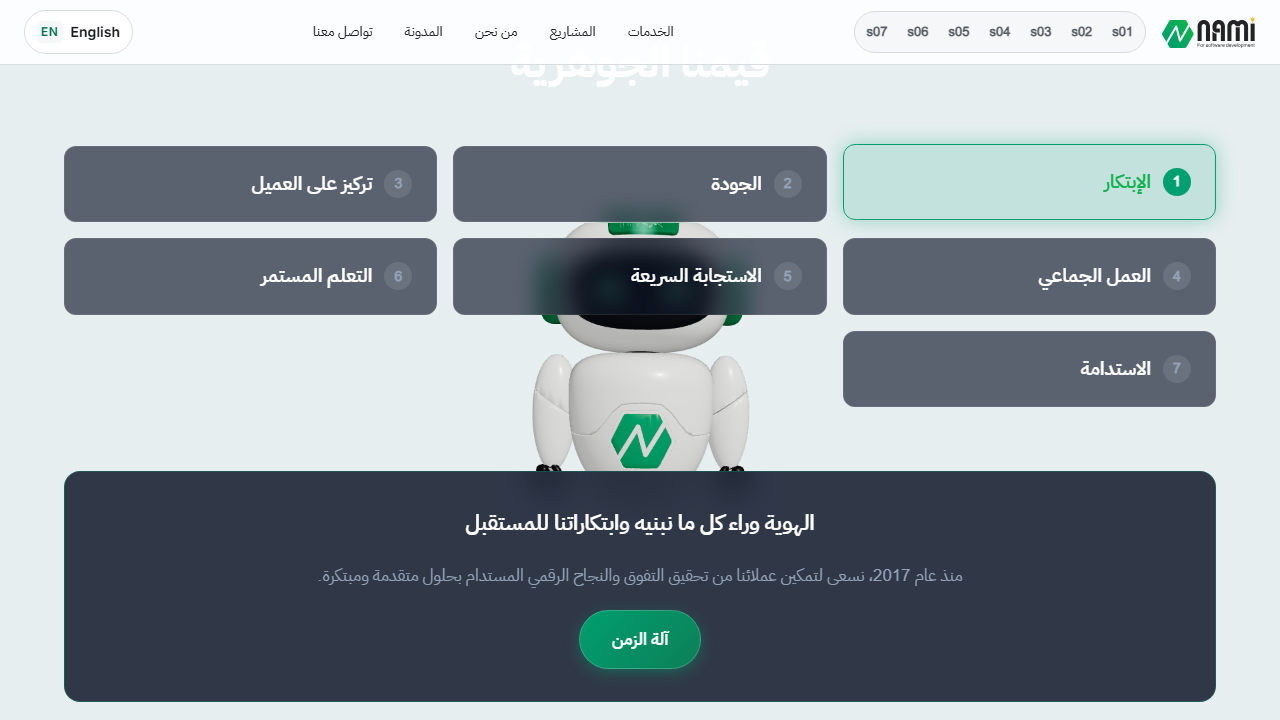 NAMI
For software development
s01 s02 s03 s04 s05 s06 s07
الخدمات المشاريع من نحن المدونة تواصل معنا
EN English
قيمنا الجوهرية
1 الإبتكار
2 الجودة
3 تركيز على العميل
4 العمل الجماعي
5 الاستجابة السريعة
6 التعلم المستمر
7 الاستدامة
الهوية وراء كل ما نبنيه وابتكاراتنا للمستقبل
منذ عام 2017، نسعى لتمكين عملائنا من تحقيق التفوق والنجاح الرقمي المستدام بحلول متقدمة ومبتكرة.
آلة الزمن